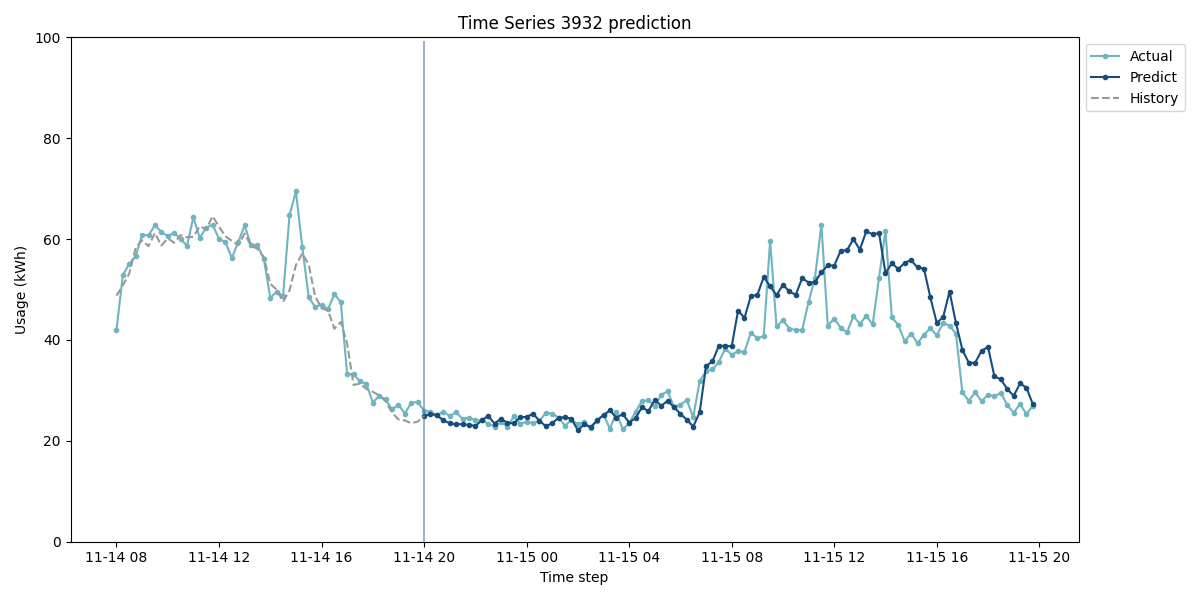 Time Series 3932 prediction
100
80
60
40
20
0
Usage (kWh)
11-14 08
11-14 12
11-14 16
11-14 20
11-15 00
11-15 04
11-15 08
11-15 12
11-15 16
11-15 20
Time step
Actual
Predict
History